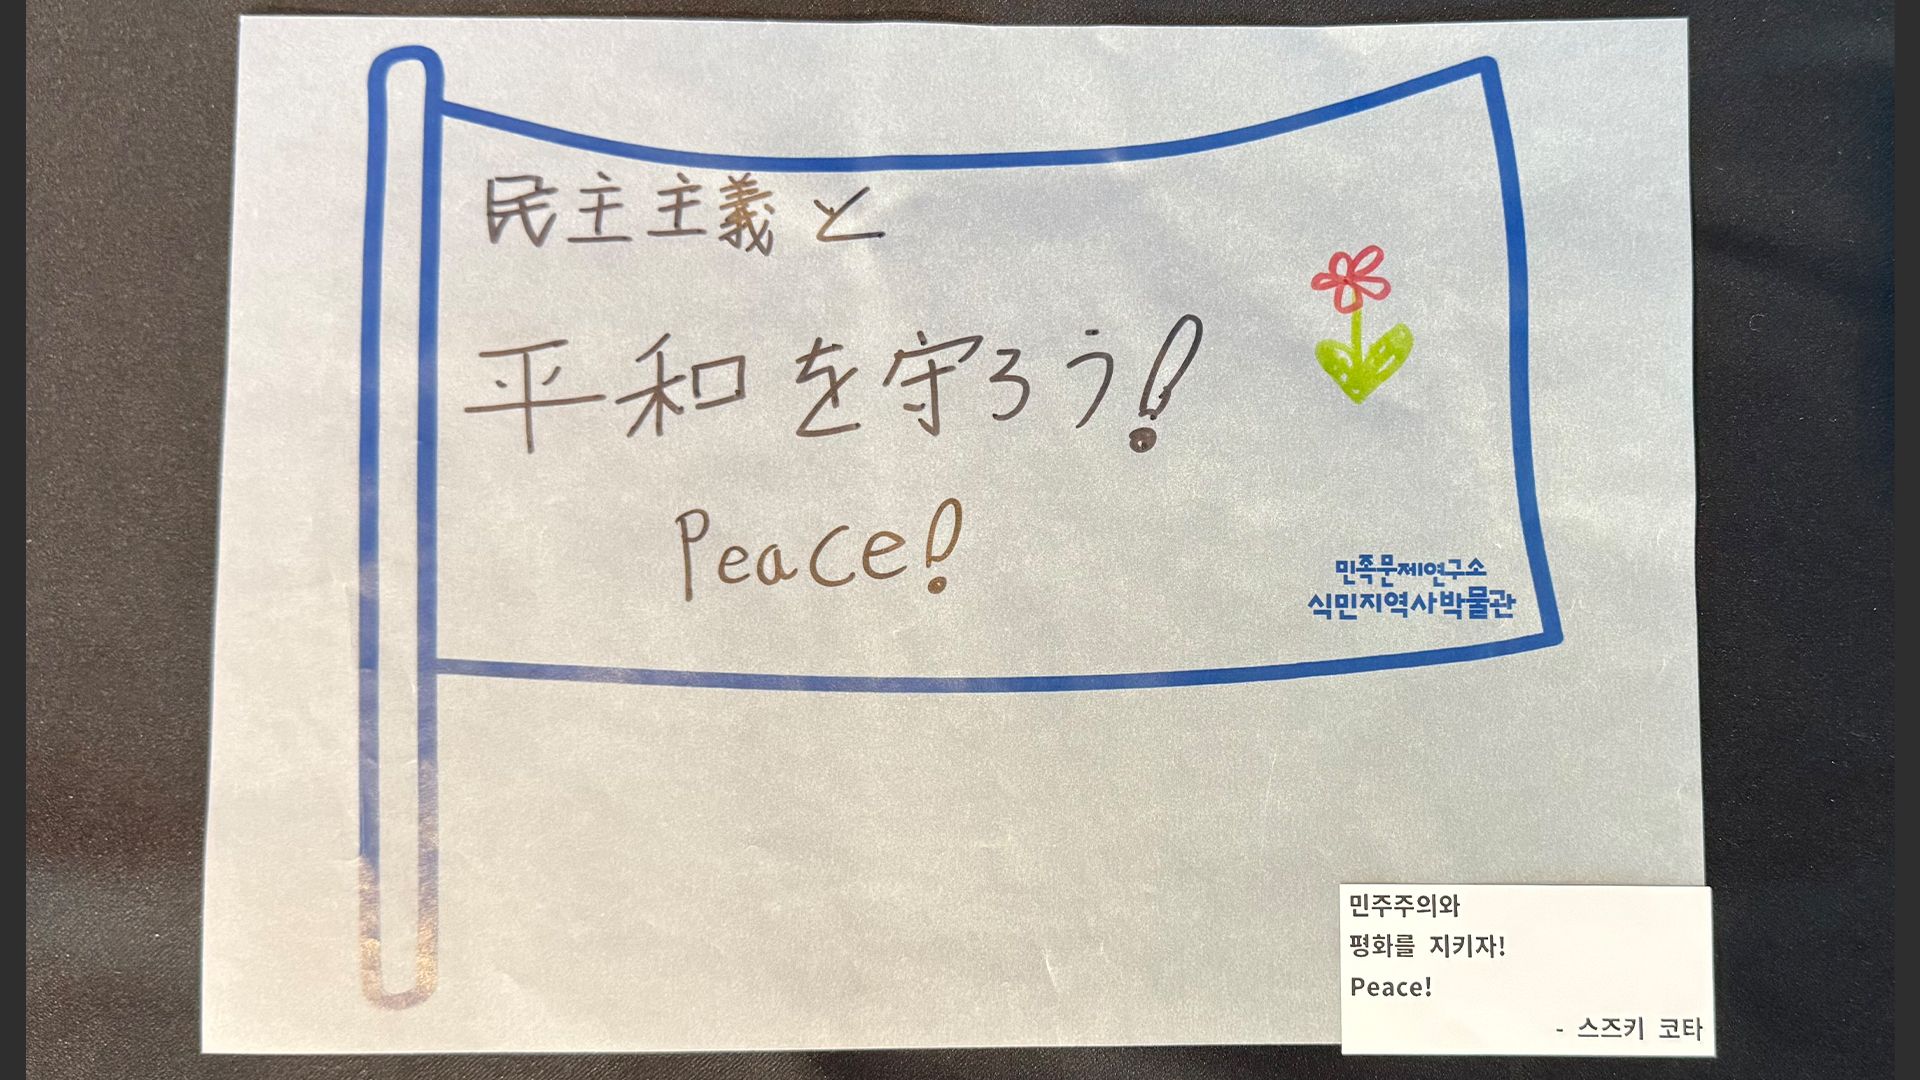 民主主義と
平和を守ろう!
Peace!
민족문제연구소
식민지역사박물관
민주주의와
평화를 지키자!
Peace!
- 스즈키 코타